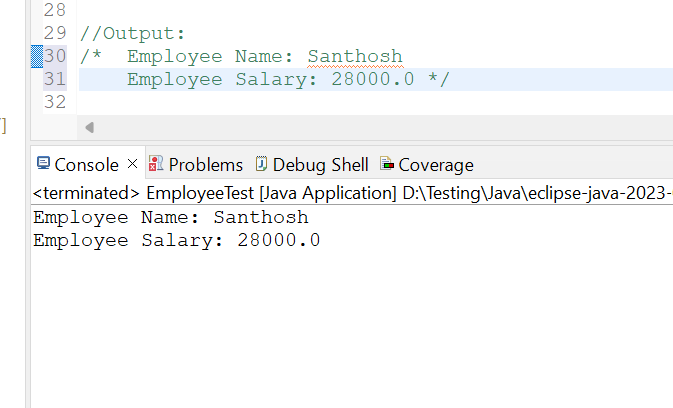 28
29 //Output:
30 /*  Employee Name: Santhosh
31     Employee Salary: 28000.0 */
32
]
Console × Problems Debug Shell Coverage
<terminated> EmployeeTest [Java Application] D:\Testing\Java\eclipse-java-2023-
Employee Name: Santhosh
Employee Salary: 28000.0